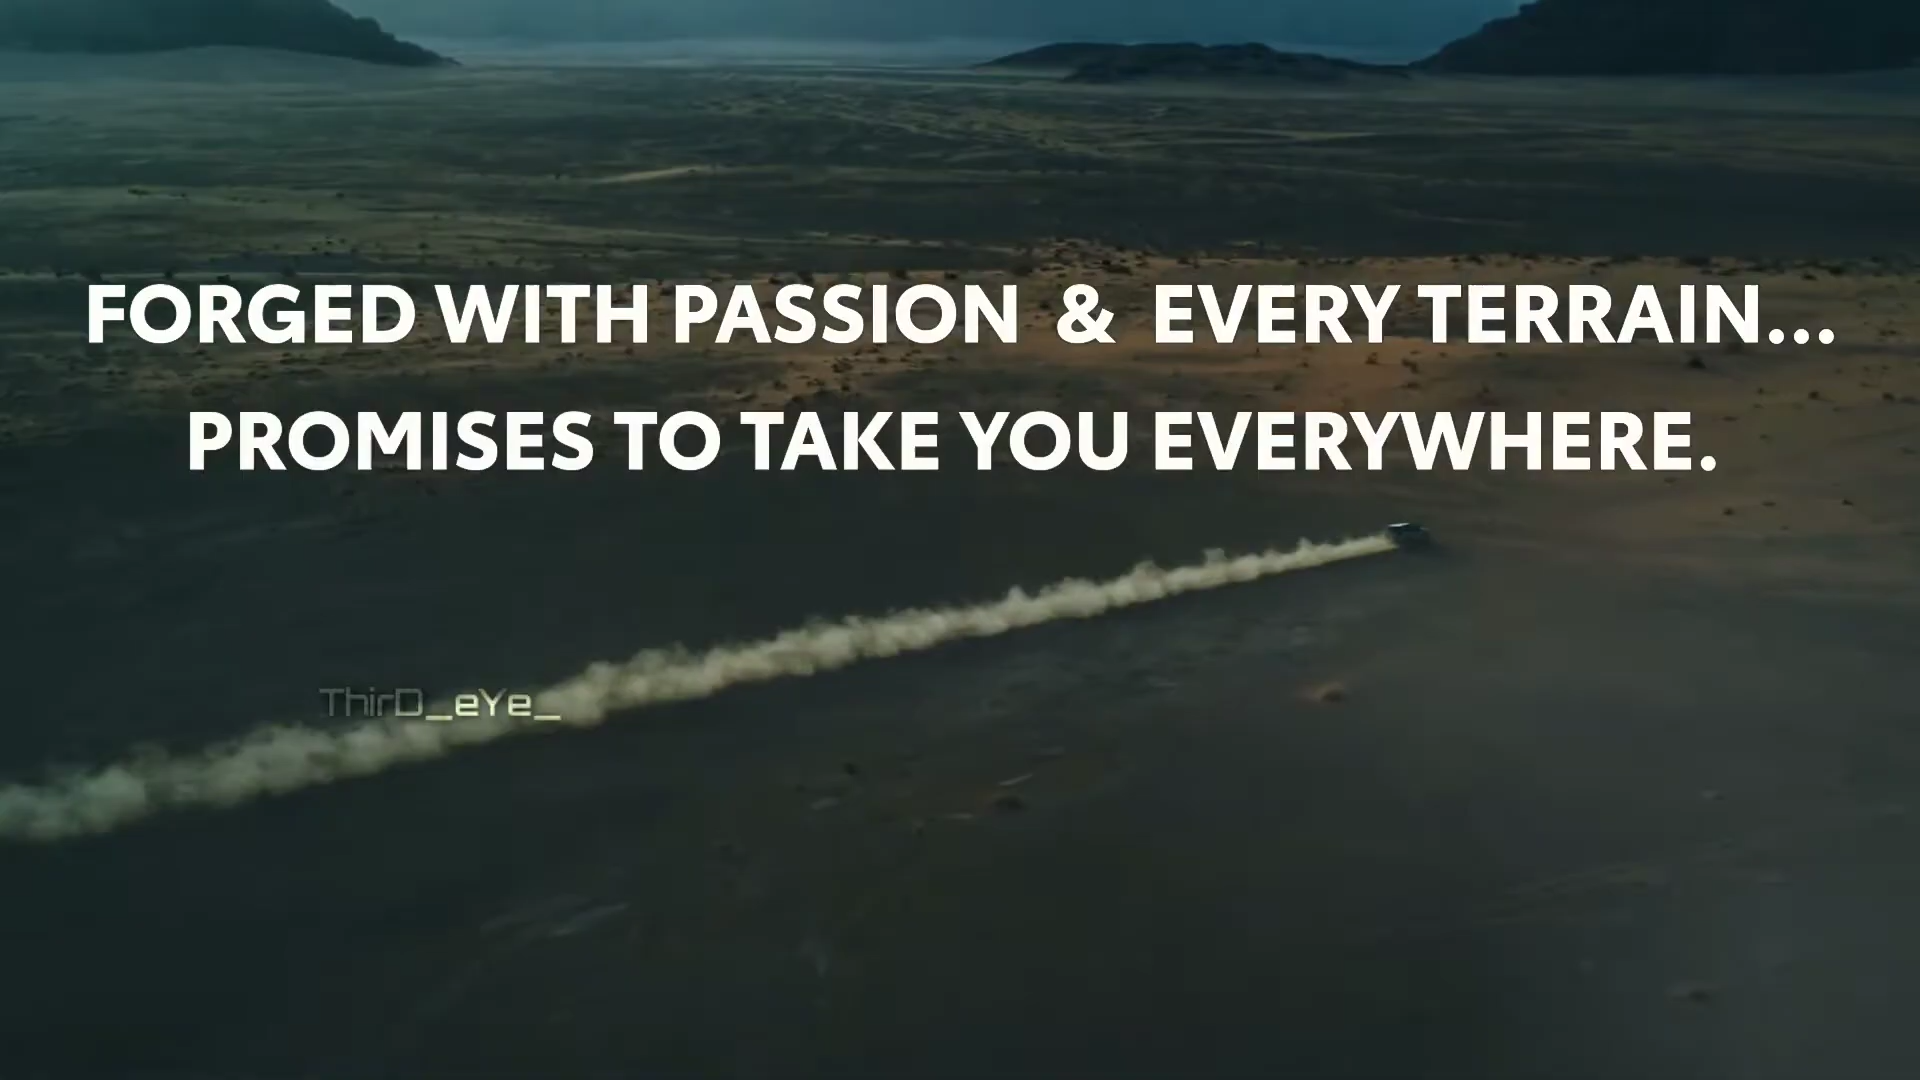 FORGED WITH PASSION & EVERY TERRAIN...
PROMISES TO TAKE YOU EVERYWHERE.
ThirD_eYe_